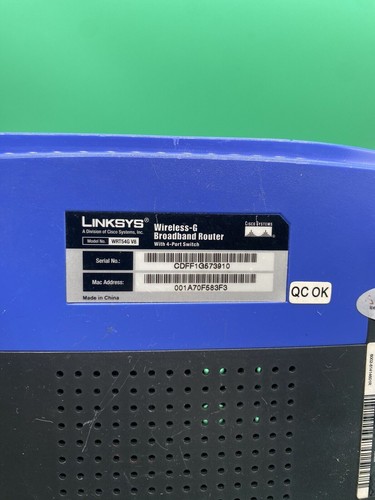 LINKSYS®
A Division of Cisco Systems, Inc.
Model No. WRT54G V8
Wireless-G
Broadband Router
With 4-Port Switch
CISCO SYSTEMS
Serial No.:
CDFF1G573910
Mac Address:
001A70F583F3
Made in China
QC OK